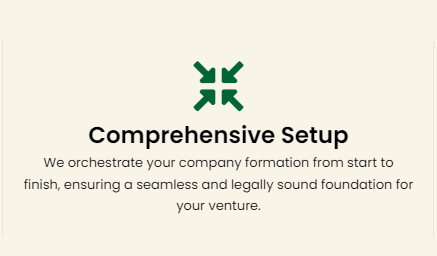 Comprehensive Setup
We orchestrate your company formation from start to
finish, ensuring a seamless and legally sound foundation for
your venture.